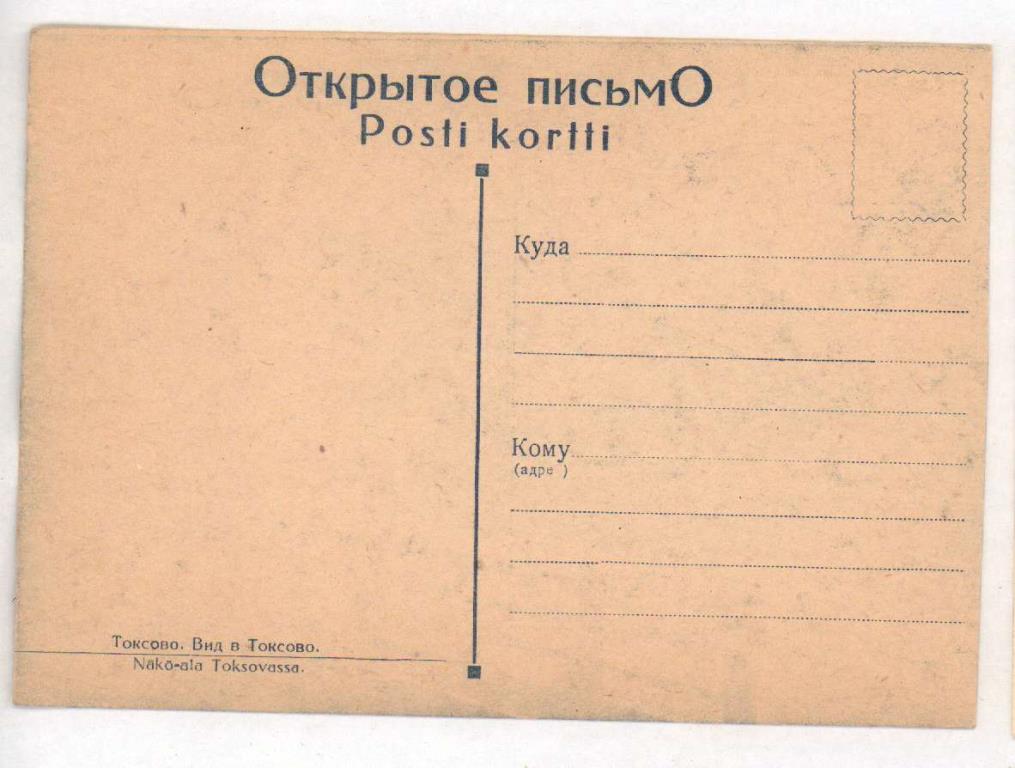 Открытое письмО
Posti kortti
Куда
Кому
(адре )
Токсово. Вид в Токсово.
Näkö-ala Toksovassa.